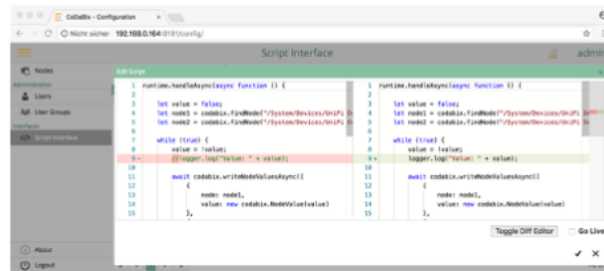 CoDaBix - Configuration
Nicht sicher 192.168.0.164:8181/config/
Script Interface
admin
Nodes
Edit Script
Administration
Users
User Groups
Interfaces
Script Interface
1 runtime.handleAsync(async function () {
2
3 let value = false;
4 let node1 = codabix.findNode("/System/Devices/UniPi
5 let node2 = codabix.findNode("/System/Devices/UniPi
6
7 while (true) {
8 value = !value;
9 - //logger.log("Value: " + value);
10
11 await codabix.writeNodeValuesAsync([
12 {
13 node: node1,
14 value: new codabix.NodeValue(value)
15 },
1 runtime.handleAsync(async function () {
2
3 let value = false;
4 let node1 = codabix.findNode("/System/Devices/UniPi
5 let node2 = codabix.findNode("/System/Devices/UniPi
6
7 while (true) {
8 value = !value;
9 + logger.log("Value: " + value);
10
11 await codabix.writeNodeValuesAsync([
12 {
13 node: node1,
14 value: new codabix.NodeValue(value)
15 },
Toggle Diff Editor
Go Live
About
Logout